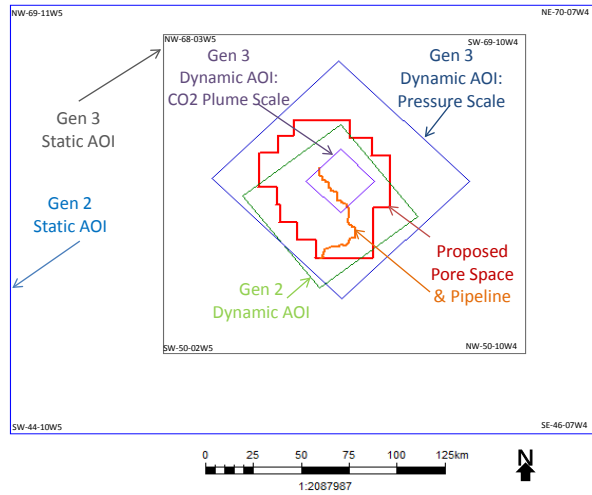 NW-69-11W5
NE-70-07W4
NW-68-03W5
SW-69-10W4
Gen 3
Dynamic AOI:
CO2 Plume Scale
Gen 3
Dynamic AOI:
Pressure Scale
Gen 3
Static AOI
Gen 2
Static AOI
Proposed
Pore Space
& Pipeline
Gen 2
Dynamic AOI
SW-50-02W5
NW-50-10W4
SW-44-10W5
SE-46-07W4
0 25 50 75 100 125km
1:2087987
N